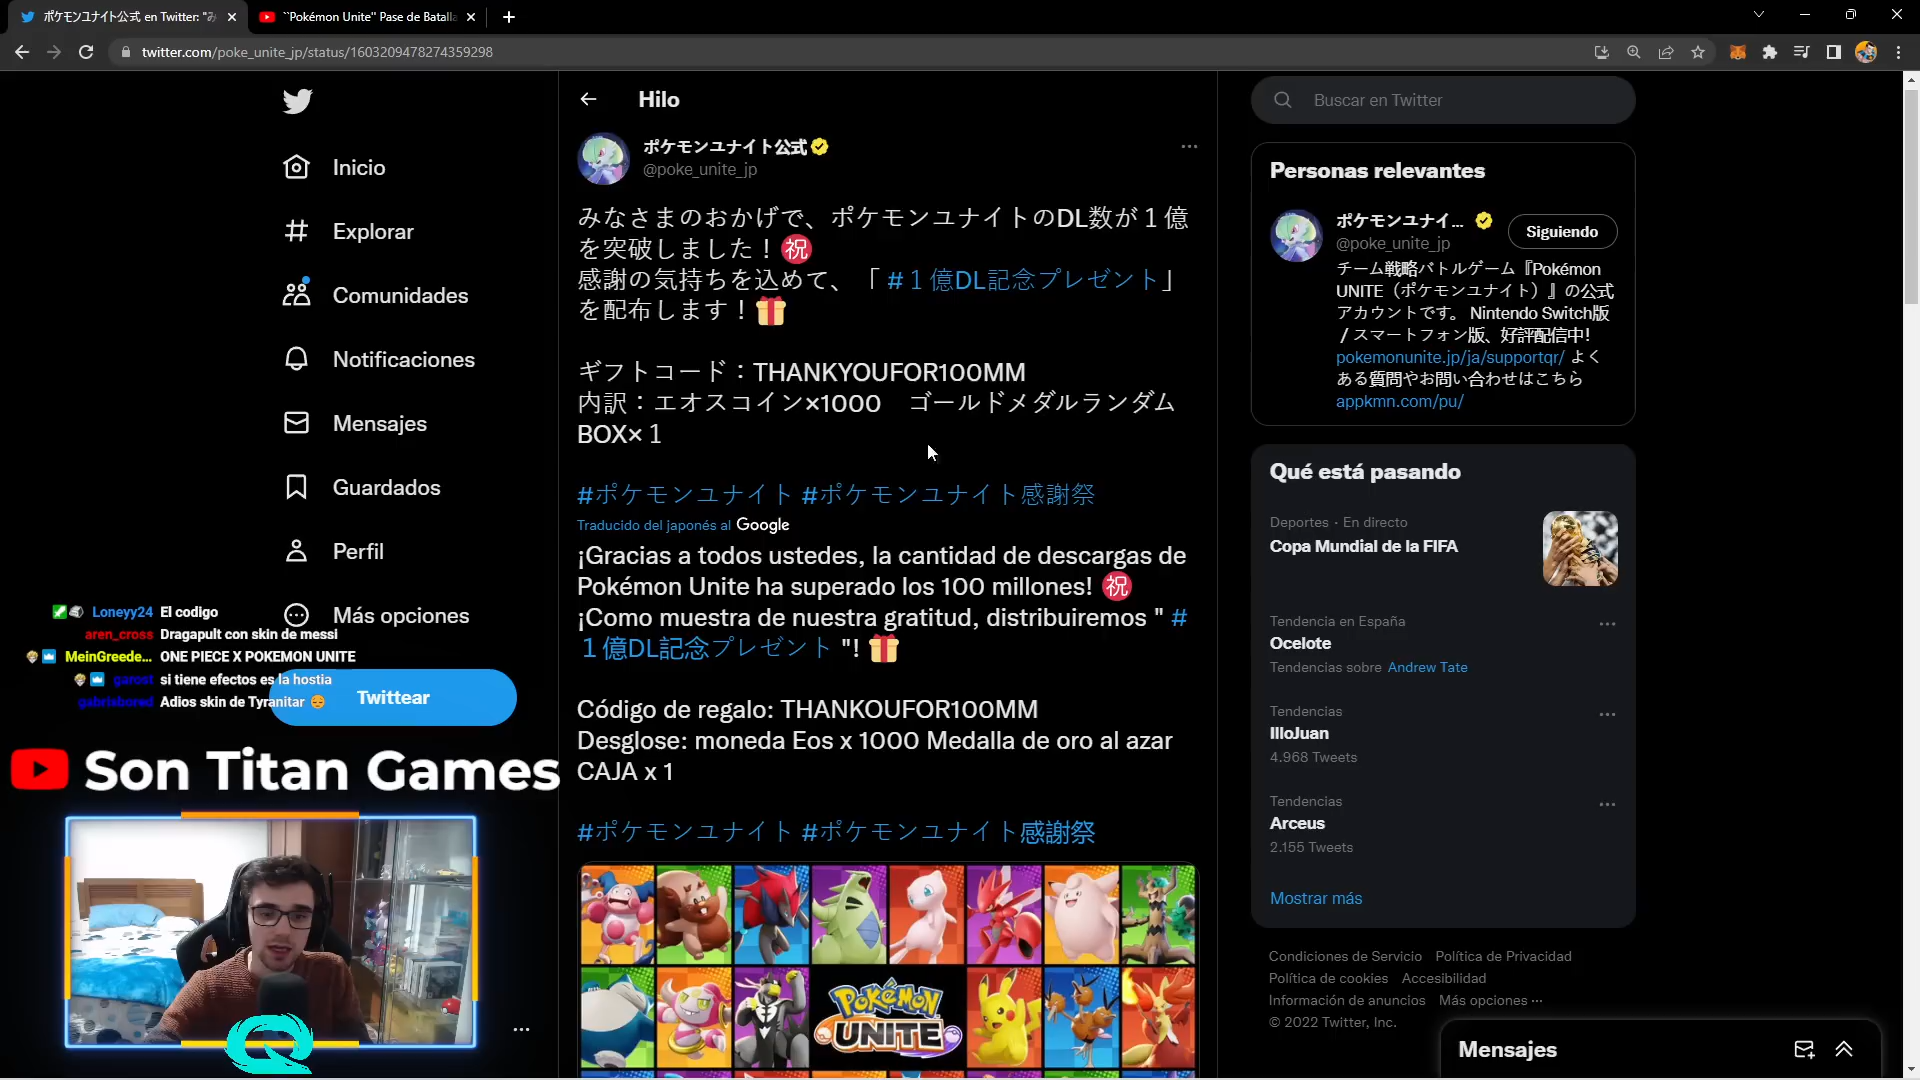 ポケモンユナイト公式 en Twitter: "み
``Pokémon Unite'' Pase de Batalla
twitter.com/poke_unite_jp/status/1603209478274359298
Inicio
Explorar
Comunidades
Notificaciones
Mensajes
Guardados
Perfil
Más opciones
Twittear
Loneyy24 El codigo
aren_cross Dragapult con skin de messi
MeinGreede... ONE PIECE X POKEMON UNITE
garost si tiene efectos es la hostia
gabrixbored Adios skin de Tyranitar
Son Titan Games
Hilo
ポケモンユナイト公式
@poke_unite_jp
みなさまのおかげで、ポケモンユナイトのDL数が１億
を突破しました！㊗
感謝の気持ちを込めて、「 #１億DL記念プレゼント」
を配布します！
ギフトコード：THANKYOUFOR100MM
内訳：エオスコイン×1000　ゴールドメダルランダム
BOX×１
#ポケモンユナイト #ポケモンユナイト感謝祭
Traducido del japonés al Google
¡Gracias a todos ustedes, la cantidad de descargas de
Pokémon Unite ha superado los 100 millones! ㊗
¡Como muestra de nuestra gratitud, distribuiremos " #
１億DL記念プレゼント "!
Código de regalo: THANKOUFOR100MM
Desglose: moneda Eos x 1000 Medalla de oro al azar
CAJA x 1
#ポケモンユナイト #ポケモンユナイト感謝祭
POKÉMON
UNITE
Buscar en Twitter
Personas relevantes
ポケモンユナイ...
@poke_unite_jp
Siguiendo
チーム戦略バトルゲーム『Pokémon
UNITE（ポケモンユナイト）』の公式
アカウントです。 Nintendo Switch版
/ スマートフォン版、好評配信中!
pokemonunite.jp/ja/supportqr/ よく
ある質問やお問い合わせはこちら
appkmn.com/pu/
Qué está pasando
Deportes · En directo
Copa Mundial de la FIFA
Tendencia en España
Ocelote
Tendencias sobre Andrew Tate
Tendencias
IlloJuan
4.968 Tweets
Tendencias
Arceus
2.155 Tweets
Mostrar más
Condiciones de Servicio Política de Privacidad
Política de cookies Accesibilidad
Información de anuncios Más opciones ···
© 2022 Twitter, Inc.
Mensajes